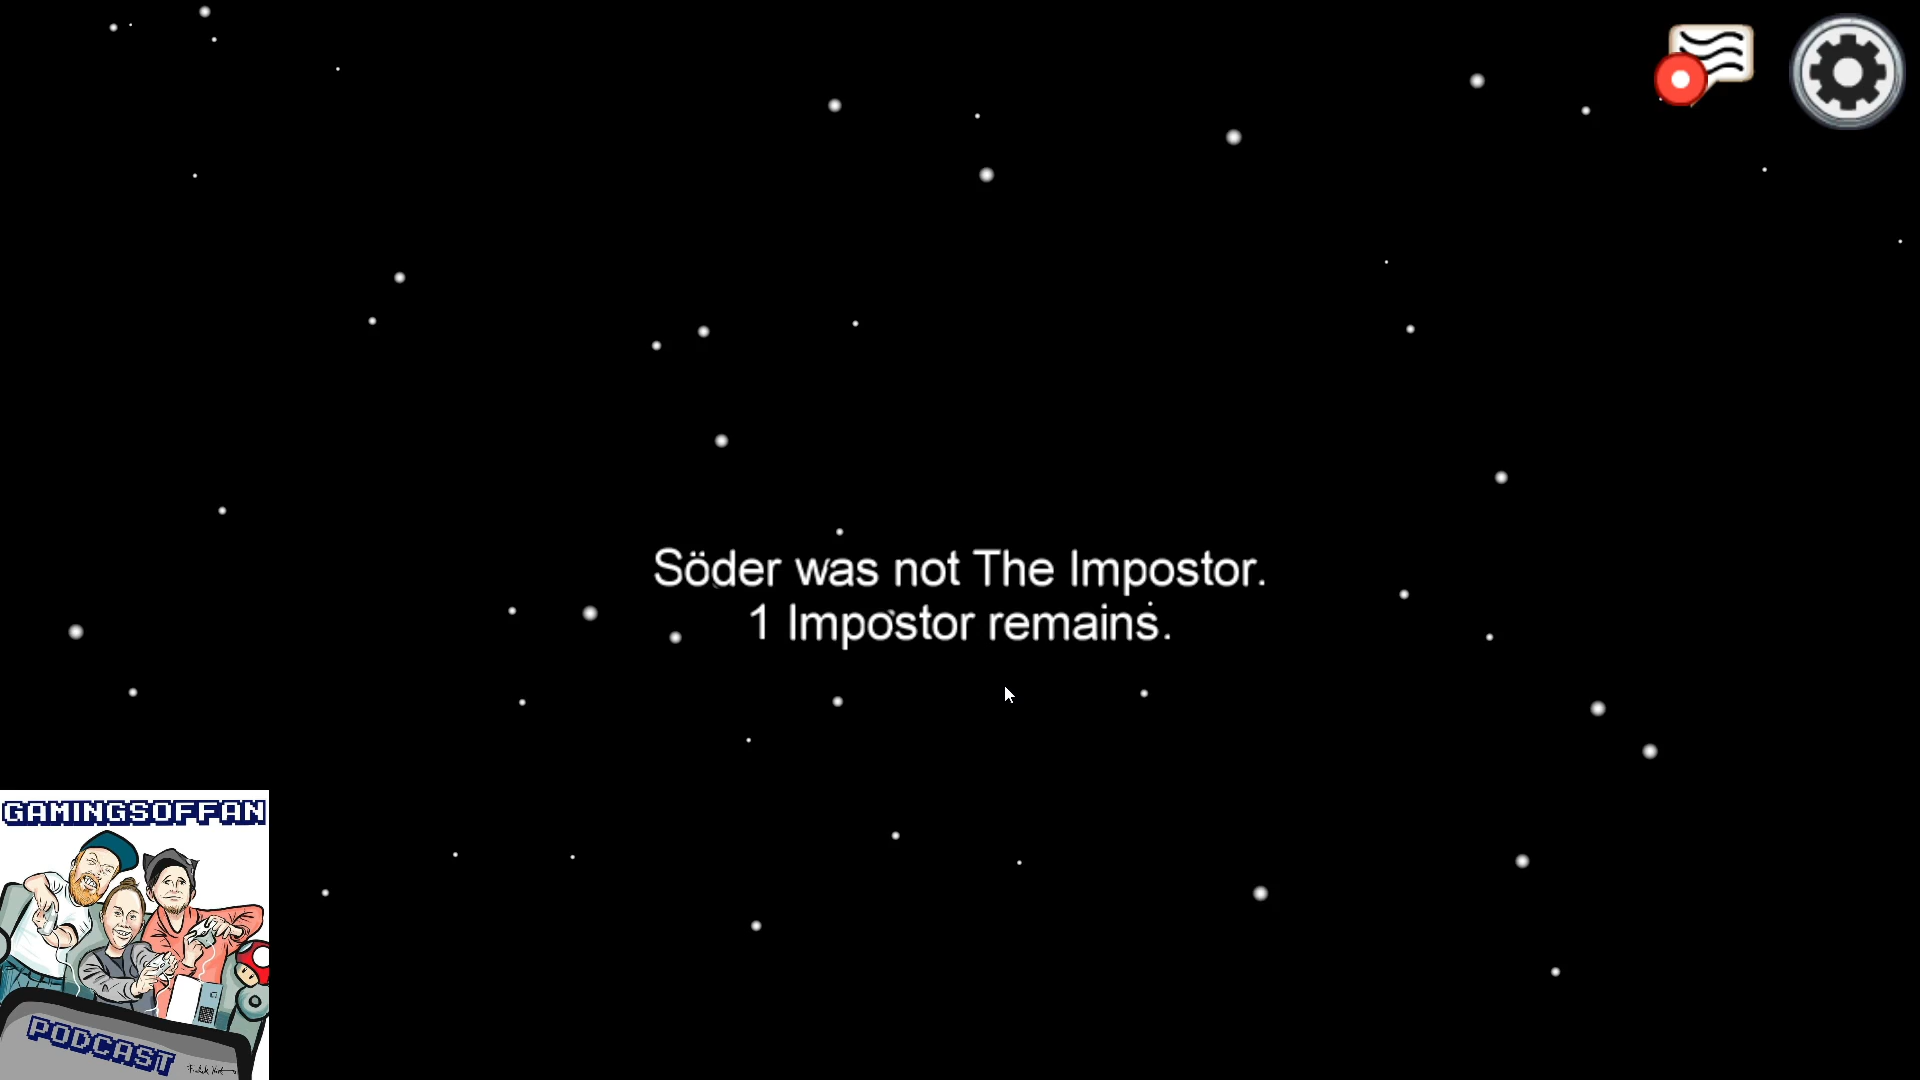 Söder was not The Impostor.
1 Impostor remains.
GAMINGSOFFAN
PODCAST